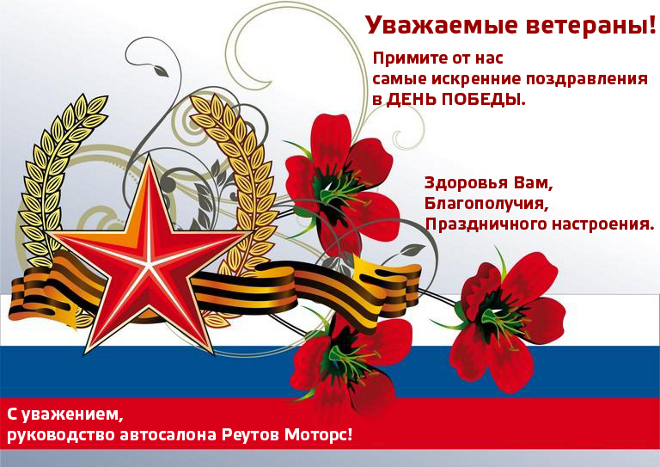 Уважаемые ветераны!
Примите от нас
самые искренние поздравления
в ДЕНЬ ПОБЕДЫ.
Здоровья Вам,
Благополучия,
Праздничного настроения.
С уважением,
руководство автосалона Реутов Моторс!